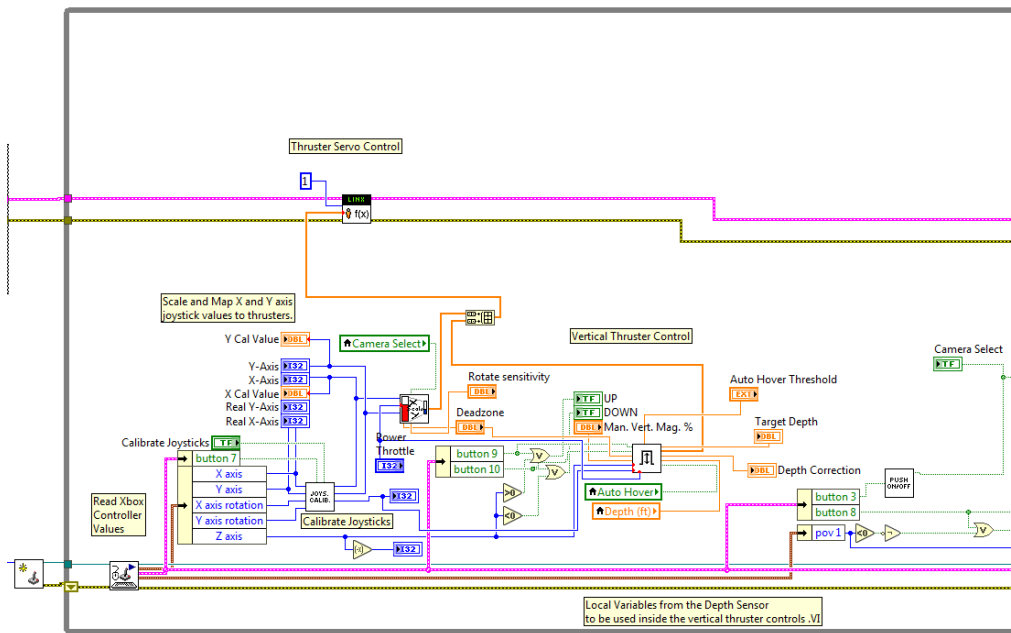 Thruster Servo Control
1
LINX
f(x)
Scale and Map X and Y axis
joystick values to thrusters.
Y Cal Value
DBL
Camera Select
Vertical Thruster Control
Camera Select
TF
Y-Axis
I32
X-Axis
I32
X Cal Value
DBL
Real Y-Axis
I32
Real X-Axis
I32
Rotate sensitivity
DBL
Auto Hover Threshold
EXT
UP
TF
DOWN
TF
Man. Vert. Mag. %
DBL
Deadzone
DBL
Target Depth
DBL
Power
Throttle
I32
Calibrate Joysticks
TF
button 7
X axis
Y axis
X axis rotation
Y axis rotation
Z axis
JOYS.
CALIB.
Calibrate Joysticks
I32
I32
button 9
button 10
V
V
>0
<0
Auto Hover
Depth (ft)
Depth Correction
DBL
PUSH
ON/OFF
button 3
button 8
pov 1
<0
V
Read Xbox
Controller
Values
Local Variables from the Depth Sensor
to be used inside the vertical thruster controls .VI